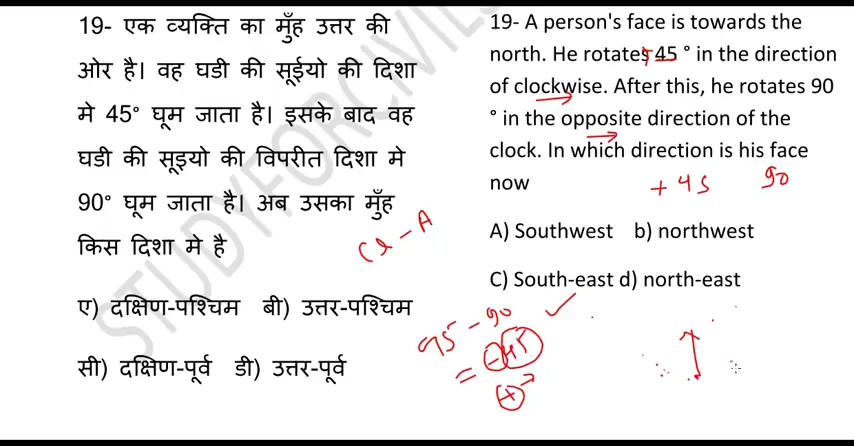 19- एक व्यक्ति का मुँह उत्तर की
ओर है। वह घडी की सूईयो की दिशा
मे 45° घूम जाता है। इसके बाद वह
घडी की सूइयो की विपरीत दिशा मे
90° घूम जाता है। अब उसका मुँह
किस दिशा मे है
ए) दक्षिण-पश्चिम बी) उत्तर-पश्चिम
सी) दक्षिण-पूर्व डी) उत्तर-पूर्व
19- A person's face is towards the
north. He rotates 45 ° in the direction
of clockwise. After this, he rotates 90
° in the opposite direction of the
clock. In which direction is his face
now
+ 45 90
A) Southwest b) northwest
C) South-east d) north-east
- 90
= -45
+
STUDYFORCIVILS